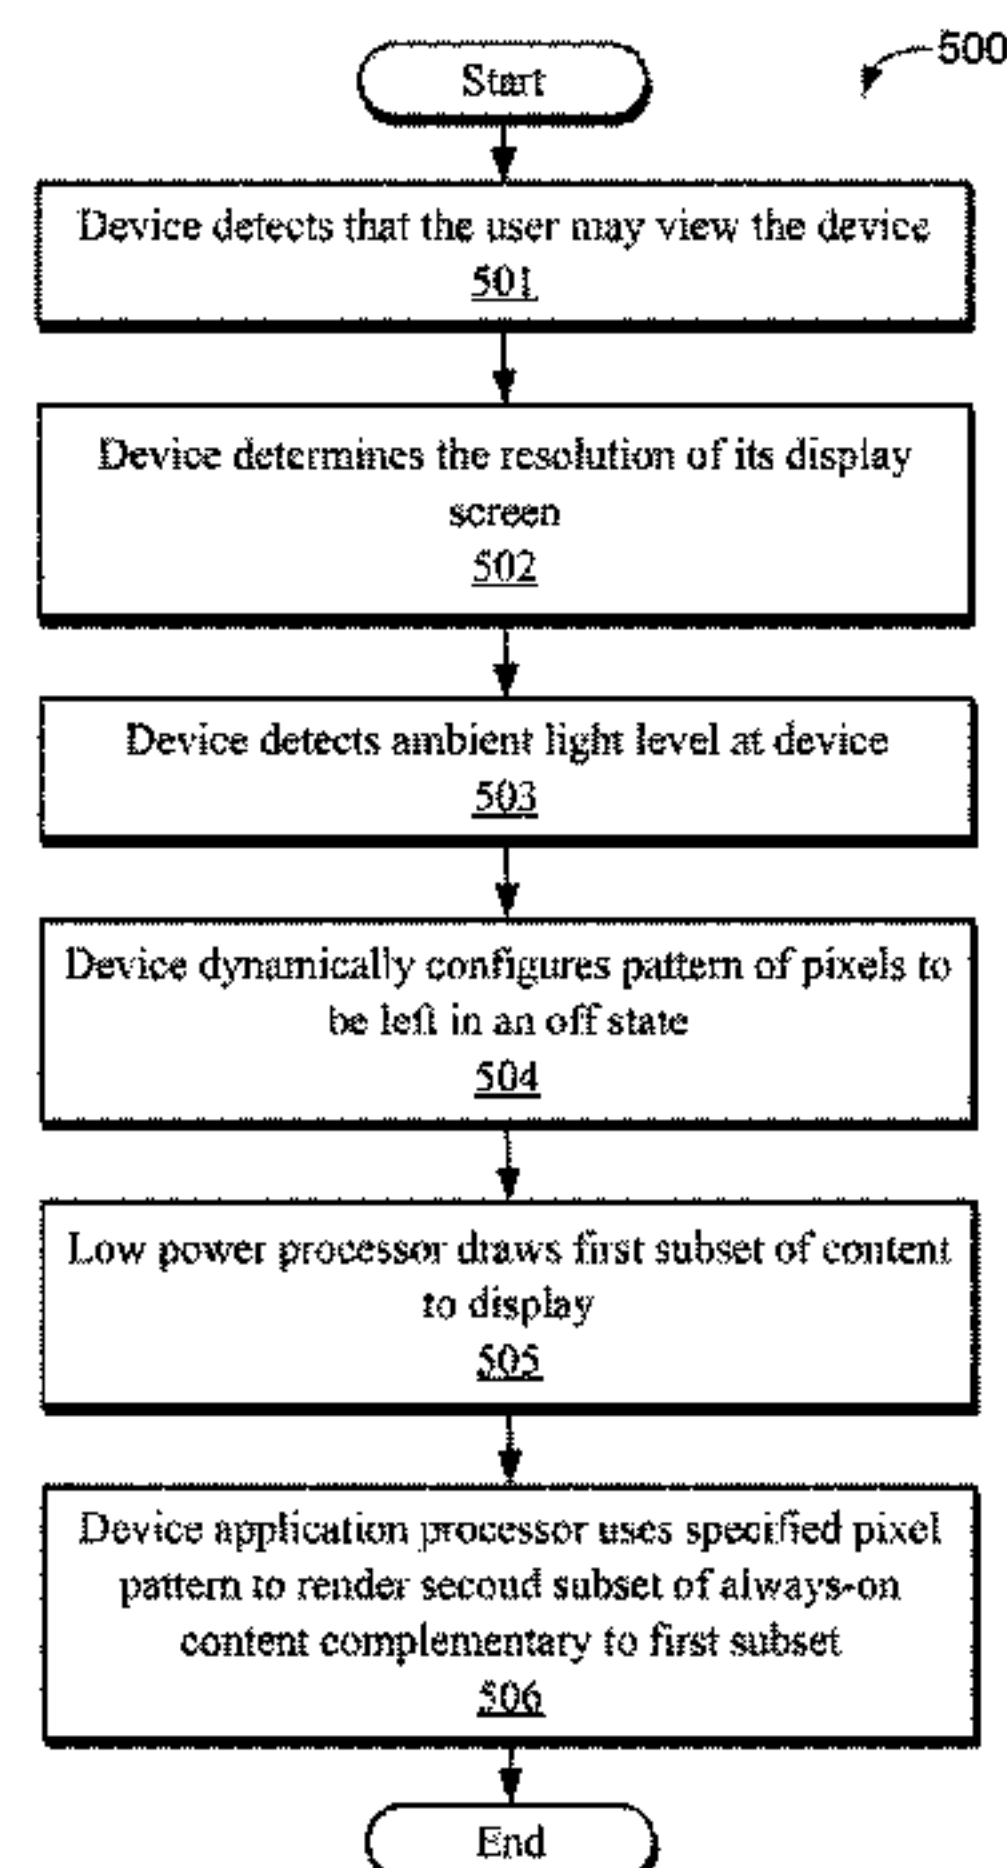 500
Start
Device detects that the user may view the device
501
Device determines the resolution of its display
screen
502
Device detects ambient light level at device
503
Device dynamically configures pattern of pixels to
be left in an off state
504
Low power processor draws first subset of content
to display
505
Device application processor uses specified pixel
pattern to render second subset of always-on
content complementary to first subset
506
End